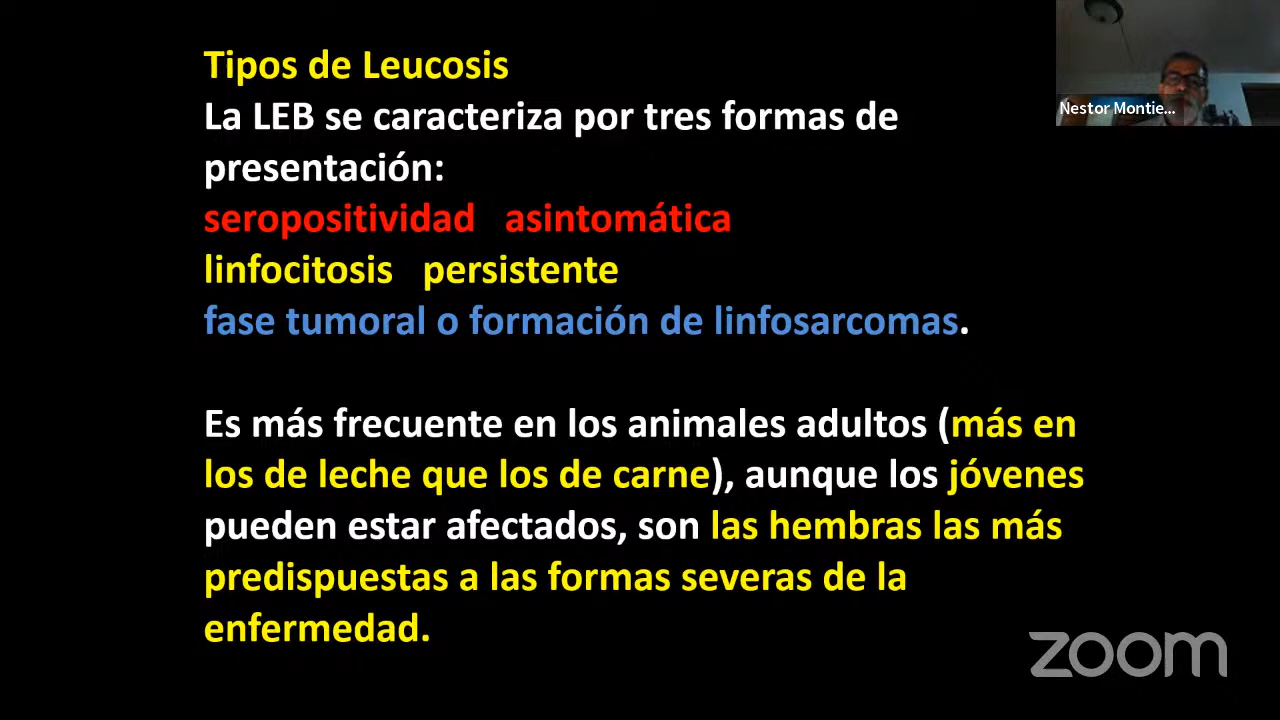 Tipos de Leucosis
La LEB se caracteriza por tres formas de
presentación:
seropositividad asintomática
linfocitosis persistente
fase tumoral o formación de linfosarcomas.
Es más frecuente en los animales adultos (más en
los de leche que los de carne), aunque los jóvenes
pueden estar afectados, son las hembras las más
predispuestas a las formas severas de la
enfermedad.
Nestor Montie...
zoom